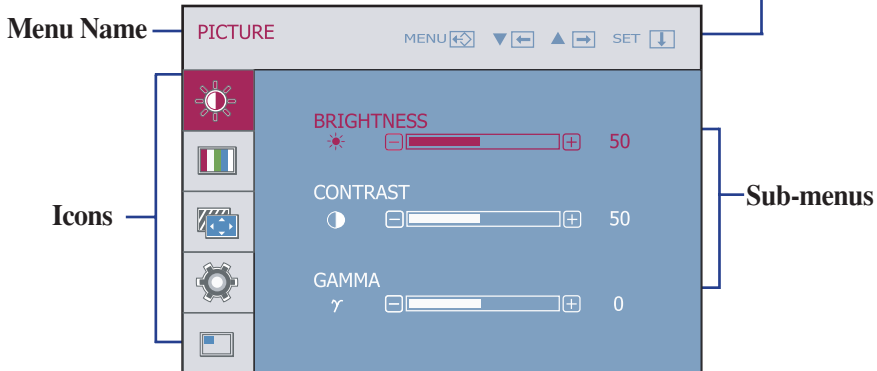 Menu Name
PICTURE
MENU ▼ ▲ SET
BRIGHTNESS
50
CONTRAST
50
Icons
Sub-menus
GAMMA
γ 0